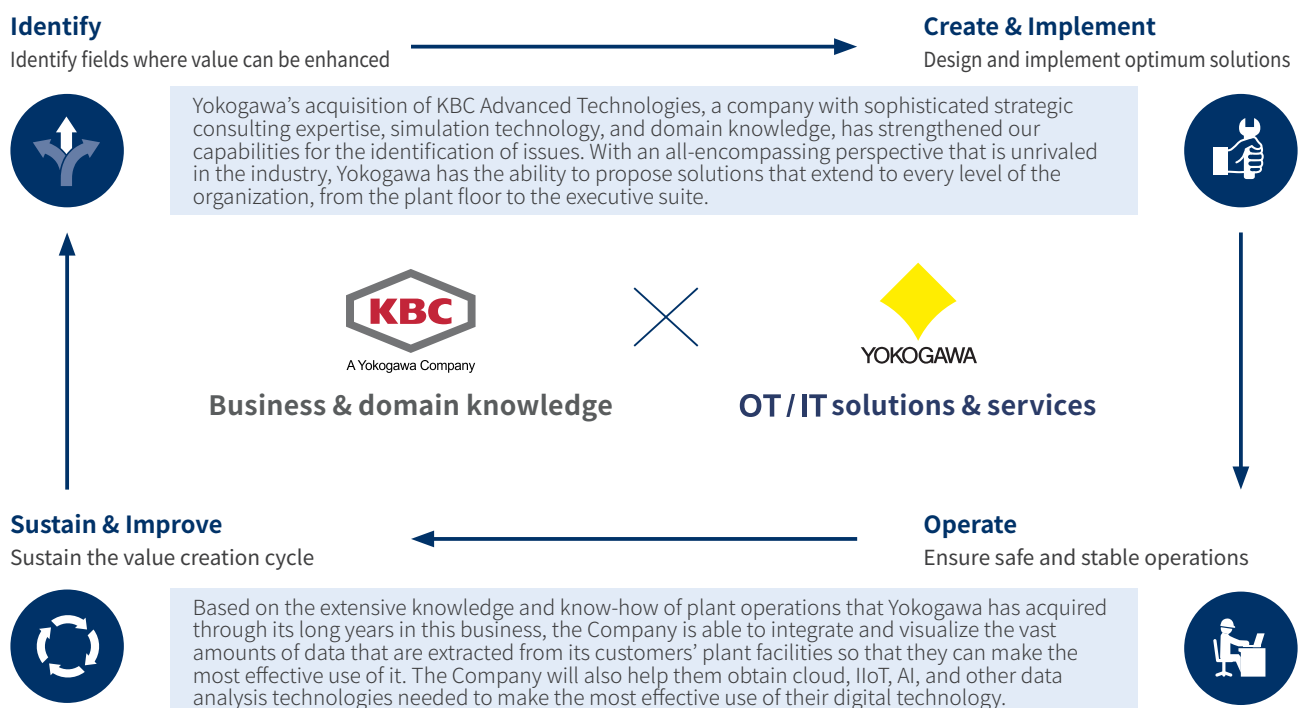 Identify
Identify fields where value can be enhanced
Create & Implement
Design and implement optimum solutions
Yokogawa’s acquisition of KBC Advanced Technologies, a company with sophisticated strategic
consulting expertise, simulation technology, and domain knowledge, has strengthened our
capabilities for the identification of issues. With an all-encompassing perspective that is unrivaled
in the industry, Yokogawa has the ability to propose solutions that extend to every level of the
organization, from the plant floor to the executive suite.
KBC
A Yokogawa Company
Business & domain knowledge
YOKOGAWA
OT / IT solutions & services
Sustain & Improve
Sustain the value creation cycle
Operate
Ensure safe and stable operations
Based on the extensive knowledge and know-how of plant operations that Yokogawa has acquired
through its long years in this business, the Company is able to integrate and visualize the vast
amounts of data that are extracted from its customers’ plant facilities so that they can make the
most effective use of it. The Company will also help them obtain cloud, IIoT, AI, and other data
analysis technologies needed to make the most effective use of their digital technology.